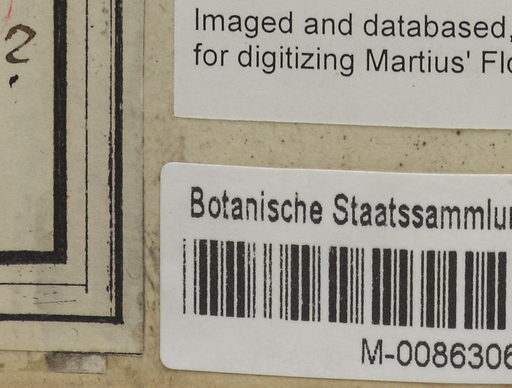 ?
Imaged and databased,
for digitizing Martius' Flo
Botanische Staatssammlun
M-0086306